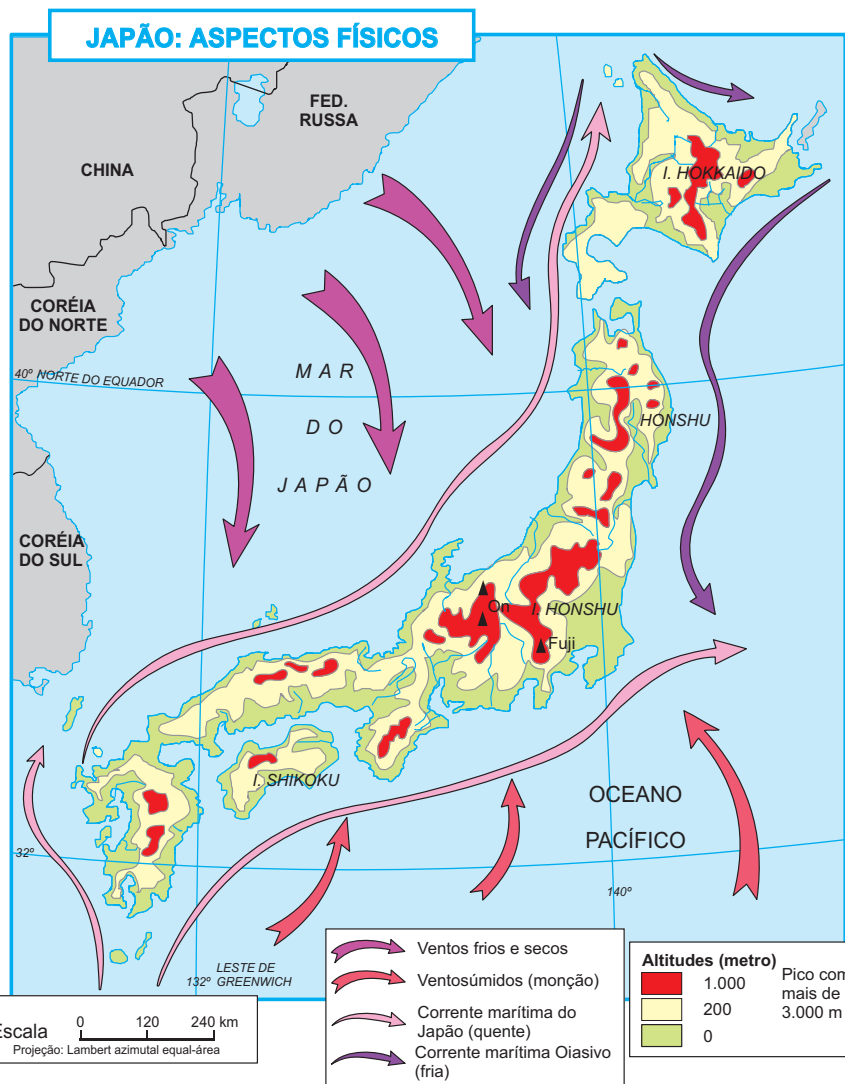 JAPÃO: ASPECTOS FÍSICOS
FED.
RUSSA
CHINA
I. HOKKAIDO
CORÉIA
DO NORTE
40º NORTE DO EQUADOR
MAR
DO
JAPÃO
HONSHU
CORÉIA
DO SUL
On
I. HONSHU
Fuji
I. SHIKOKU
OCEANO
PACÍFICO
32º
140º
LESTE DE
132º GREENWICH
Ventos frios e secos
Ventosúmidos (monção)
Corrente marítima do
Japão (quente)
Corrente marítima Oiasivo
(fria)
Altitudes (metro)
1.000
200
0
Pico com
mais de
3.000 m
Escala 0 120 240 km
Projeção: Lambert azimutal equal-área